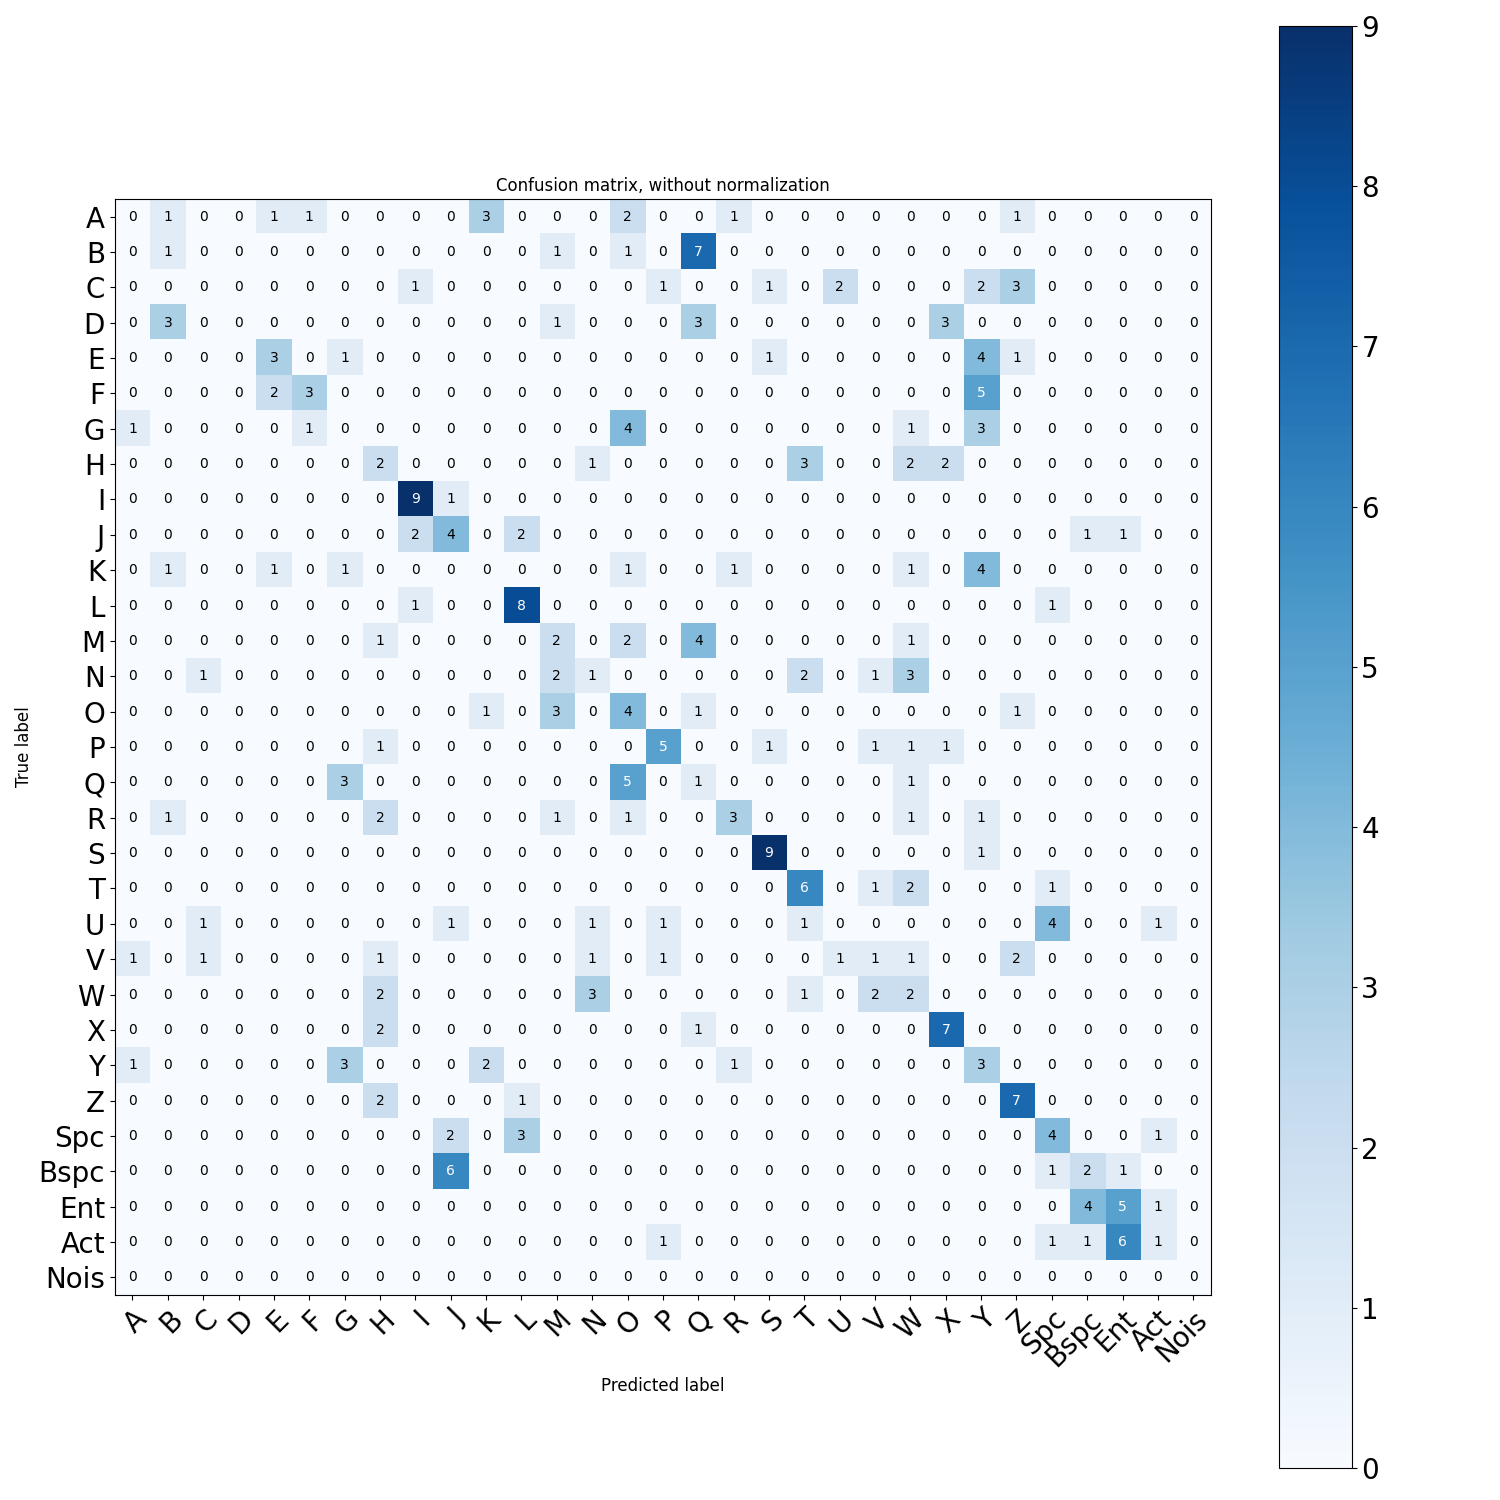 Confusion matrix, without normalization
A 0 1 0 0 1 1 0 0 0 0 3 0 0 0 2 0 0 1 0 0 0 0 0 0 0 1 0 0 0 0 0
B 0 1 0 0 0 0 0 0 0 0 0 0 1 0 1 0 7 0 0 0 0 0 0 0 0 0 0 0 0 0 0
C 0 0 0 0 0 0 0 0 1 0 0 0 0 0 0 1 0 0 1 0 2 0 0 0 2 3 0 0 0 0 0
D 0 3 0 0 0 0 0 0 0 0 0 0 1 0 0 0 3 0 0 0 0 0 0 3 0 0 0 0 0 0 0
E 0 0 0 0 3 0 1 0 0 0 0 0 0 0 0 0 0 0 1 0 0 0 0 0 4 1 0 0 0 0 0
F 0 0 0 0 2 3 0 0 0 0 0 0 0 0 0 0 0 0 0 0 0 0 0 0 5 0 0 0 0 0 0
G 1 0 0 0 0 1 0 0 0 0 0 0 0 0 4 0 0 0 0 0 0 0 1 0 3 0 0 0 0 0 0
H 0 0 0 0 0 0 0 2 0 0 0 0 0 1 0 0 0 0 0 3 0 0 2 2 0 0 0 0 0 0 0
I 0 0 0 0 0 0 0 0 9 1 0 0 0 0 0 0 0 0 0 0 0 0 0 0 0 0 0 0 0 0 0
J 0 0 0 0 0 0 0 0 2 4 0 2 0 0 0 0 0 0 0 0 0 0 0 0 0 0 0 1 1 0 0
K 0 1 0 0 1 0 1 0 0 0 0 0 0 0 1 0 0 1 0 0 0 0 1 0 4 0 0 0 0 0 0
L 0 0 0 0 0 0 0 0 1 0 0 8 0 0 0 0 0 0 0 0 0 0 0 0 0 0 1 0 0 0 0
M 0 0 0 0 0 0 0 1 0 0 0 0 2 0 2 0 4 0 0 0 0 0 1 0 0 0 0 0 0 0 0
N 0 0 1 0 0 0 0 0 0 0 0 0 2 1 0 0 0 0 0 2 0 1 3 0 0 0 0 0 0 0 0
O 0 0 0 0 0 0 0 0 0 0 1 0 3 0 4 0 1 0 0 0 0 0 0 0 0 1 0 0 0 0 0
P 0 0 0 0 0 0 0 1 0 0 0 0 0 0 0 5 0 0 1 0 0 1 1 1 0 0 0 0 0 0 0
Q 0 0 0 0 0 0 3 0 0 0 0 0 0 0 5 0 1 0 0 0 0 0 1 0 0 0 0 0 0 0 0
R 0 1 0 0 0 0 0 2 0 0 0 0 1 0 1 0 0 3 0 0 0 0 1 0 1 0 0 0 0 0 0
S 0 0 0 0 0 0 0 0 0 0 0 0 0 0 0 0 0 0 9 0 0 0 0 0 1 0 0 0 0 0 0
T 0 0 0 0 0 0 0 0 0 0 0 0 0 0 0 0 0 0 0 6 0 1 2 0 0 0 1 0 0 0 0
U 0 0 1 0 0 0 0 0 0 1 0 0 0 1 0 1 0 0 0 1 0 0 0 0 0 0 4 0 0 1 0
V 1 0 1 0 0 0 0 1 0 0 0 0 0 1 0 1 0 0 0 0 1 1 1 0 0 2 0 0 0 0 0
W 0 0 0 0 0 0 0 2 0 0 0 0 0 3 0 0 0 0 0 1 0 2 2 0 0 0 0 0 0 0 0
X 0 0 0 0 0 0 0 2 0 0 0 0 0 0 0 0 1 0 0 0 0 0 0 7 0 0 0 0 0 0 0
Y 1 0 0 0 0 0 3 0 0 0 2 0 0 0 0 0 0 1 0 0 0 0 0 0 3 0 0 0 0 0 0
Z 0 0 0 0 0 0 0 2 0 0 0 1 0 0 0 0 0 0 0 0 0 0 0 0 0 7 0 0 0 0 0
Spc 0 0 0 0 0 0 0 0 0 2 0 3 0 0 0 0 0 0 0 0 0 0 0 0 0 0 4 0 0 1 0
Bspc 0 0 0 0 0 0 0 0 0 6 0 0 0 0 0 0 0 0 0 0 0 0 0 0 0 0 1 2 1 0 0
Ent 0 0 0 0 0 0 0 0 0 0 0 0 0 0 0 0 0 0 0 0 0 0 0 0 0 0 0 4 5 1 0
Act 0 0 0 0 0 0 0 0 0 0 0 0 0 0 0 1 0 0 0 0 0 0 0 0 0 0 1 1 6 1 0
Nois 0 0 0 0 0 0 0 0 0 0 0 0 0 0 0 0 0 0 0 0 0 0 0 0 0 0 0 0 0 0 0
A B C D E F G H I J K L M N O P Q R S T U V W X Y Z Spc Bspc Ent Act Nois
Predicted label
True label
9
8
7
6
5
4
3
2
1
0